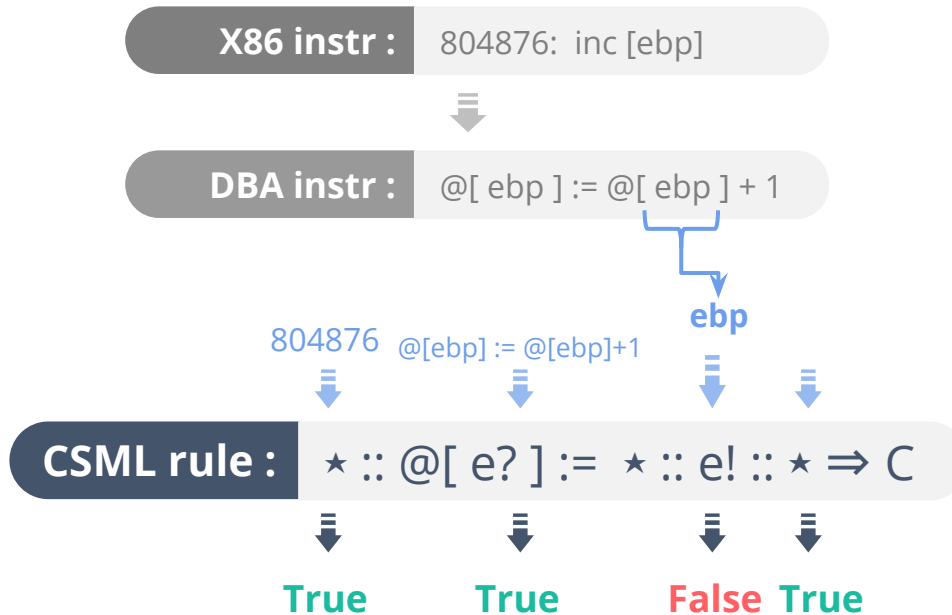 X86 instr : 804876: inc [ebp]
DBA instr : @[ ebp ] := @[ ebp ] + 1
ebp
804876 @[ebp] := @[ebp]+1
CSML rule : ⋆ :: @[ e? ] := ⋆ :: e! :: ⋆ ⇒ C
True True False True